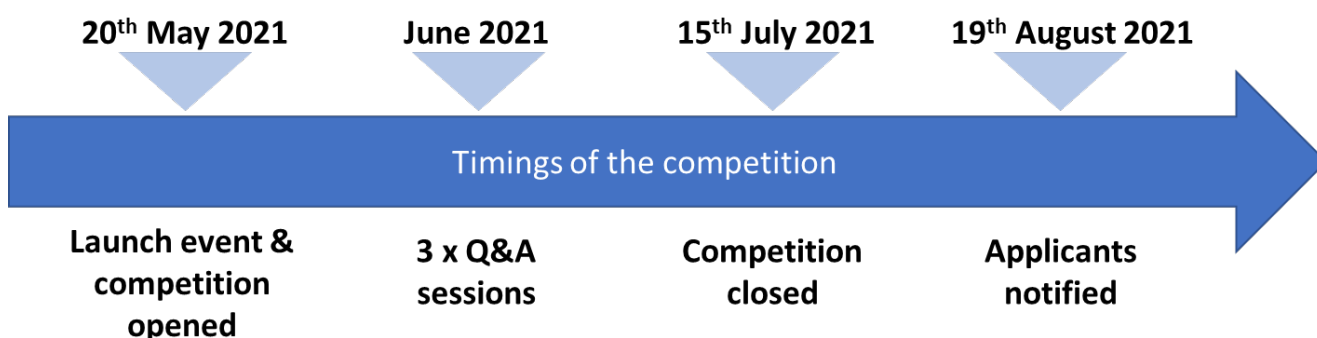 20th May 2021
June 2021
15th July 2021
19th August 2021
Timings of the competition
Launch event &
competition
opened
3 x Q&A
sessions
Competition
closed
Applicants
notified